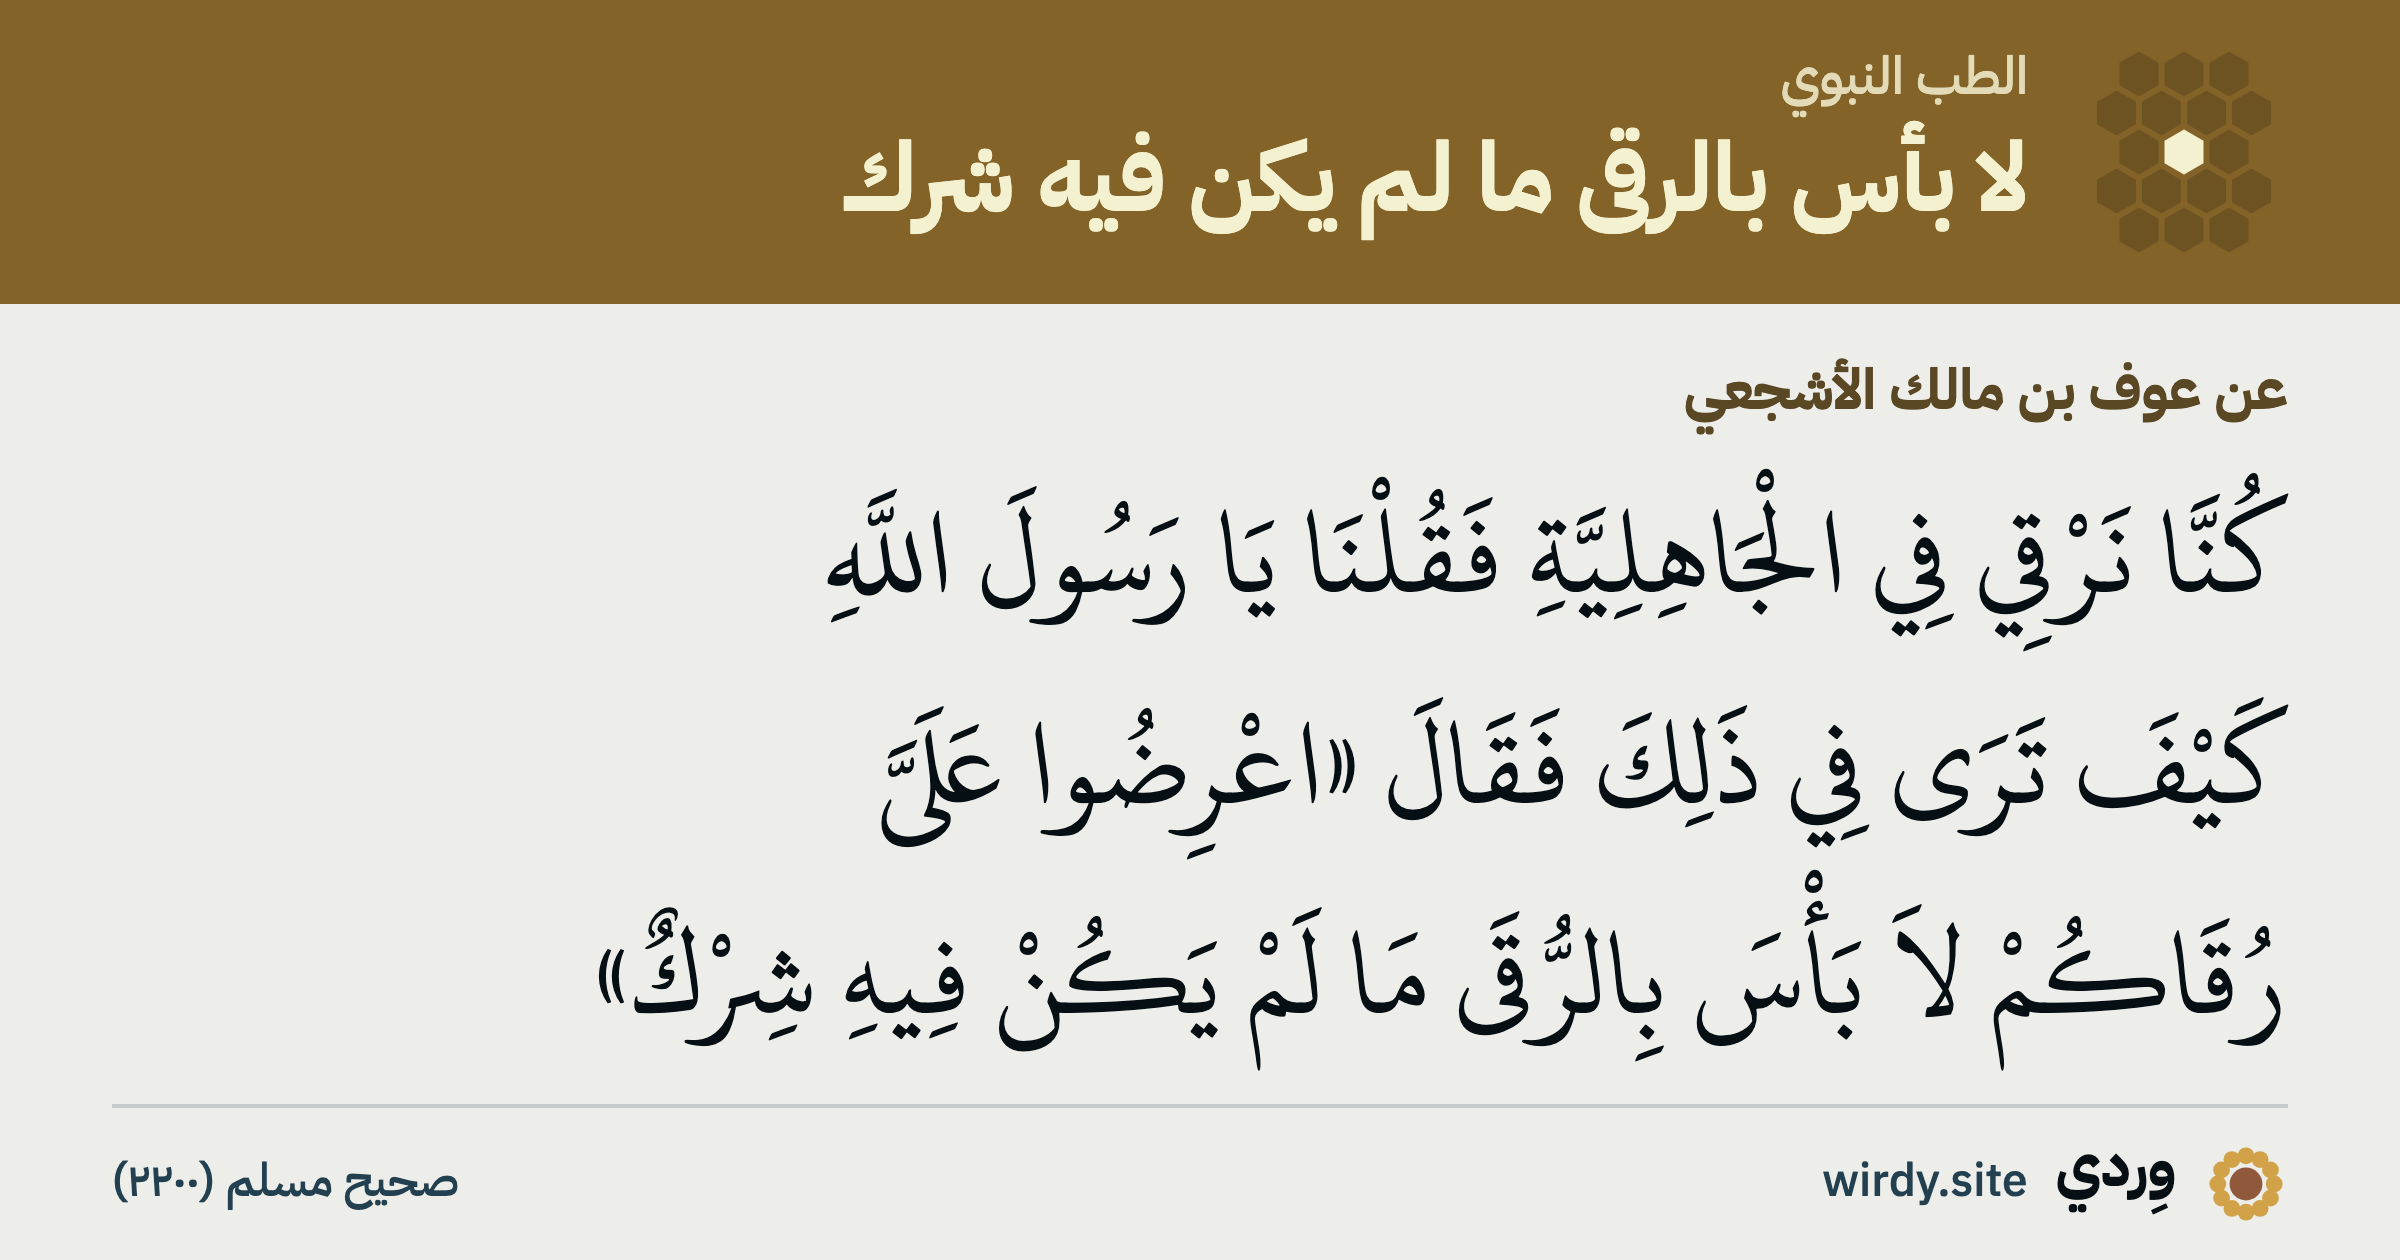 الطب النبوي
لا بأس بالرقى ما لم يكن فيه شرك
عن عوف بن مالك الأشجعي
كُنَّا نَرْقِي فِي الْجَاهِلِيَّةِ فَقُلْنَا يَا رَسُولَ اللَّهِ
كَيْفَ تَرَى فِي ذَلِكَ فَقَالَ «اعْرِضُوا عَلَىَّ
رُقَاكُمْ لاَ بَأْسَ بِالرُّقَى مَا لَمْ يَكُنْ فِيهِ شِرْكٌ»
وِردي wirdy.site
صحيح مسلم (٢٢٠٠)